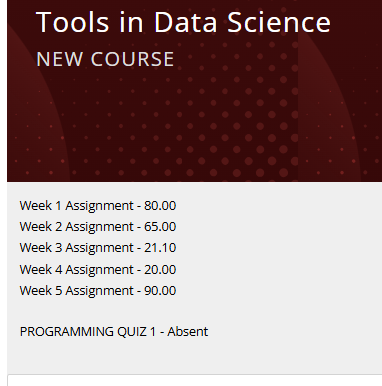 Tools in Data Science
NEW COURSE
Week 1 Assignment - 80.00
Week 2 Assignment - 65.00
Week 3 Assignment - 21.10
Week 4 Assignment - 20.00
Week 5 Assignment - 90.00
PROGRAMMING QUIZ 1 - Absent